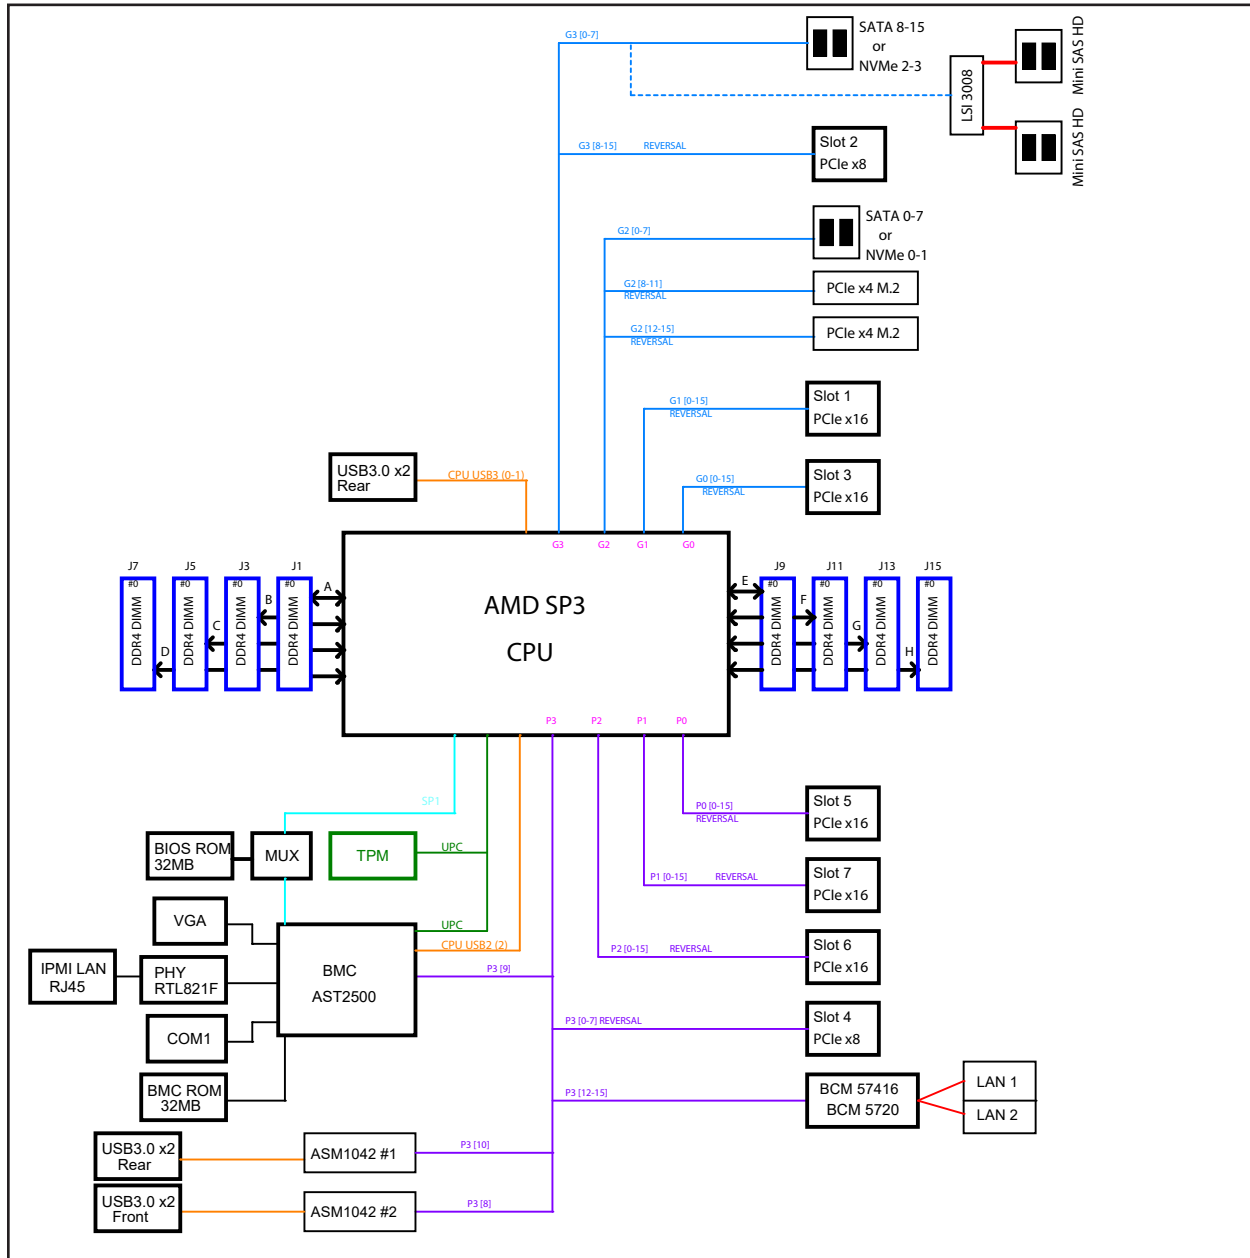 G3 [0-7]
SATA 8-15
or
NVMe 2-3
LSI 3008
Mini SAS HD
Mini SAS HD
G3 [8-15] REVERSAL
Slot 2
PCIe x8
G2 [0-7]
SATA 0-7
or
NVMe 0-1
G2 [8-11]
REVERSAL
PCIe x4 M.2
G2 [12-15]
REVERSAL
PCIe x4 M.2
G1 [0-15]
REVERSAL
Slot 1
PCIe x16
USB3.0 x2
Rear
CPU USB3 (0-1)
G0 [0-15]
REVERSAL
Slot 3
PCIe x16
G3 G2 G1 G0
J7 J5 J3 J1
#0 #0 #0 #0
DDR4 DIMM
DDR4 DIMM
DDR4 DIMM
DDR4 DIMM
A
B
C
D
AMD SP3
CPU
J9 J11 J13 J15
#0 #0 #0 #0
DDR4 DIMM
DDR4 DIMM
DDR4 DIMM
DDR4 DIMM
E
F
G
H
P3 P2 P1 P0
SP1
BIOS ROM
32MB
MUX
TPM
UPC
P0 [0-15]
REVERSAL
Slot 5
PCIe x16
P1 [0-15] REVERSAL
Slot 7
PCIe x16
VGA
UPC
CPU USB2 (2)
P2 [0-15] REVERSAL
Slot 6
PCIe x16
IPMI LAN
RJ45
PHY
RTL821F
BMC
AST2500
P3 [9]
COM1
P3 [0-7] REVERSAL
Slot 4
PCIe x8
BMC ROM
32MB
P3 [12-15]
BCM 57416
BCM 5720
LAN 1
LAN 2
USB3.0 x2
Rear
ASM1042 #1
P3 [10]
USB3.0 x2
Front
ASM1042 #2
P3 [8]